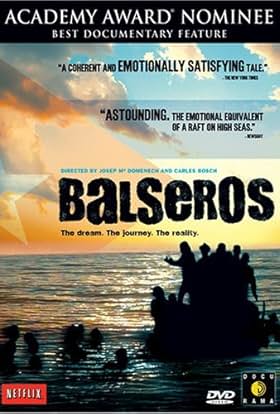 ACADEMY AWARD® NOMINEE
BEST DOCUMENTARY FEATURE
"A COHERENT AND EMOTIONALLY SATISFYING TALE."
-THE NEW YORK TIMES
"ASTOUNDING. THE EMOTIONAL EQUIVALENT
OF A RAFT ON HIGH SEAS."
DIRECTED BY JOSEP Mª DOMENECH AND CARLES BOSCH
BALSEROS
The dream. The journey. The reality.
NETFLIX
DVD
DOCU
RAMA